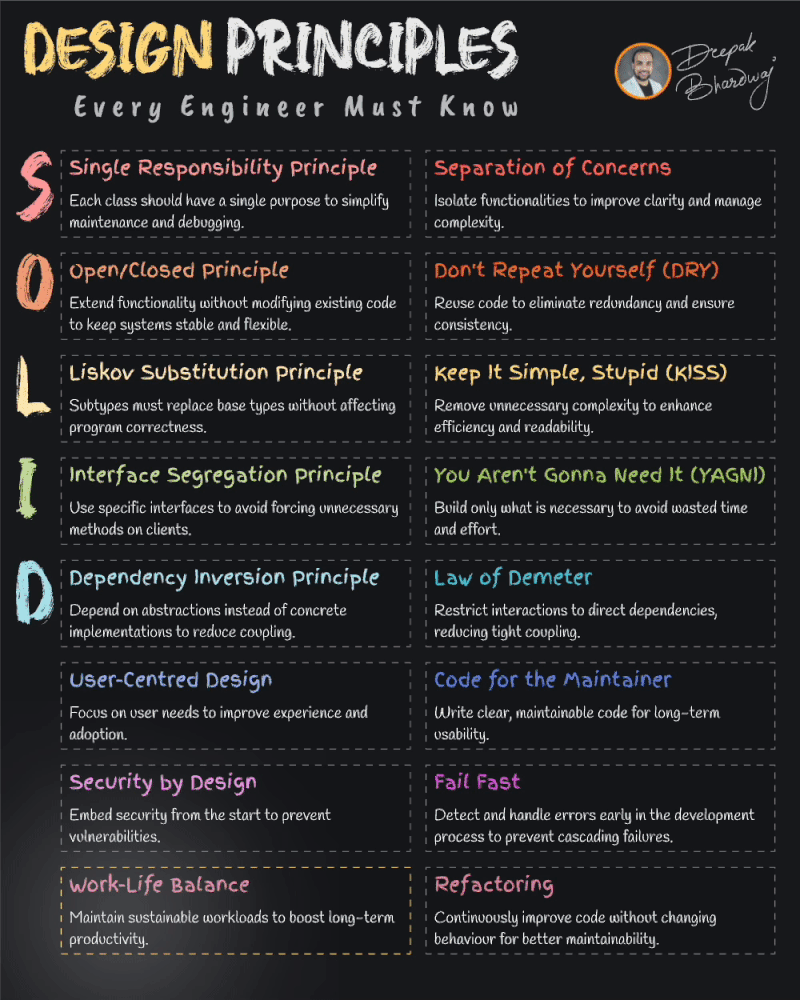 DESIGN PRINCIPLES
Every Engineer Must Know
Deepak
Bhardwaj
S
Single Responsibility Principle
Each class should have a single purpose to simplify
maintenance and debugging.
Separation of Concerns
Isolate functionalities to improve clarity and manage
complexity.
O
Open/Closed Principle
Extend functionality without modifying existing code
to keep systems stable and flexible.
Don't Repeat Yourself (DRY)
Reuse code to eliminate redundancy and ensure
consistency.
L
Liskov Substitution Principle
Subtypes must replace base types without affecting
program correctness.
Keep It Simple, Stupid (KISS)
Remove unnecessary complexity to enhance
efficiency and readability.
I
Interface Segregation Principle
Use specific interfaces to avoid forcing unnecessary
methods on clients.
You Aren't Gonna Need It (YAGNI)
Build only what is necessary to avoid wasted time
and effort.
D
Dependency Inversion Principle
Depend on abstractions instead of concrete
implementations to reduce coupling.
Law of Demeter
Restrict interactions to direct dependencies,
reducing tight coupling.
User-Centred Design
Focus on user needs to improve experience and
adoption.
Code for the Maintainer
Write clear, maintainable code for long-term
usability.
Security by Design
Embed security from the start to prevent
vulnerabilities.
Fail Fast
Detect and handle errors early in the development
process to prevent cascading failures.
Work-Life Balance
Maintain sustainable workloads to boost long-term
productivity.
Refactoring
Continuously improve code without changing
behaviour for better maintainability.